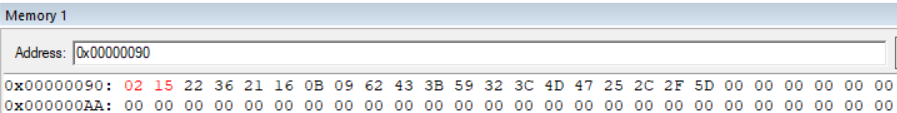 Memory 1
Address: 0x00000090
0x00000090: 02 15 22 36 21 16 0B 09 62 43 3B 59 32 3C 4D 47 25 2C 2F 5D 00 00 00 00 00 00
0x000000AA: 00 00 00 00 00 00 00 00 00 00 00 00 00 00 00 00 00 00 00 00 00 00 00 00 00 00